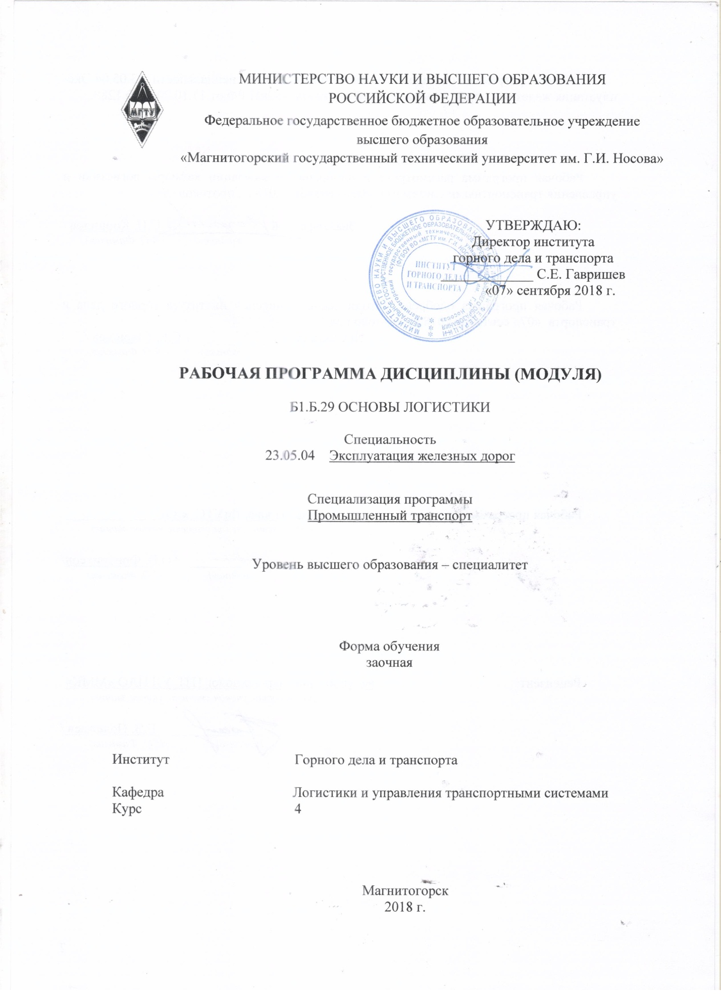 МИНИСТЕРСТВО НАУКИ И ВЫСШЕГО ОБРАЗОВАНИЯ
РОССИЙСКОЙ ФЕДЕРАЦИИ
Федеральное государственное бюджетное образовательное учреждение
высшего образования
«Магнитогорский государственный технический университет им. Г.И. Носова»
МГТУ
УТВЕРЖДАЮ:
Директор института
горного дела и транспорта
С.Е. Гавришев
«07» сентября 2018 г.
ИНСТИТУТ
ГОРНОГО ДЕЛА
И ТРАНСПОРТА
РАБОЧАЯ ПРОГРАММА ДИСЦИПЛИНЫ (МОДУЛЯ)
Б1.Б.29 ОСНОВЫ ЛОГИСТИКИ
Специальность
23.05.04 Эксплуатация железных дорог
Специализация программы
Промышленный транспорт
Уровень высшего образования – специалитет
Форма обучения
заочная
Институт Горного дела и транспорта
Кафедра Логистики и управления транспортными системами
Курс 4
Магнитогорск
2018 г.